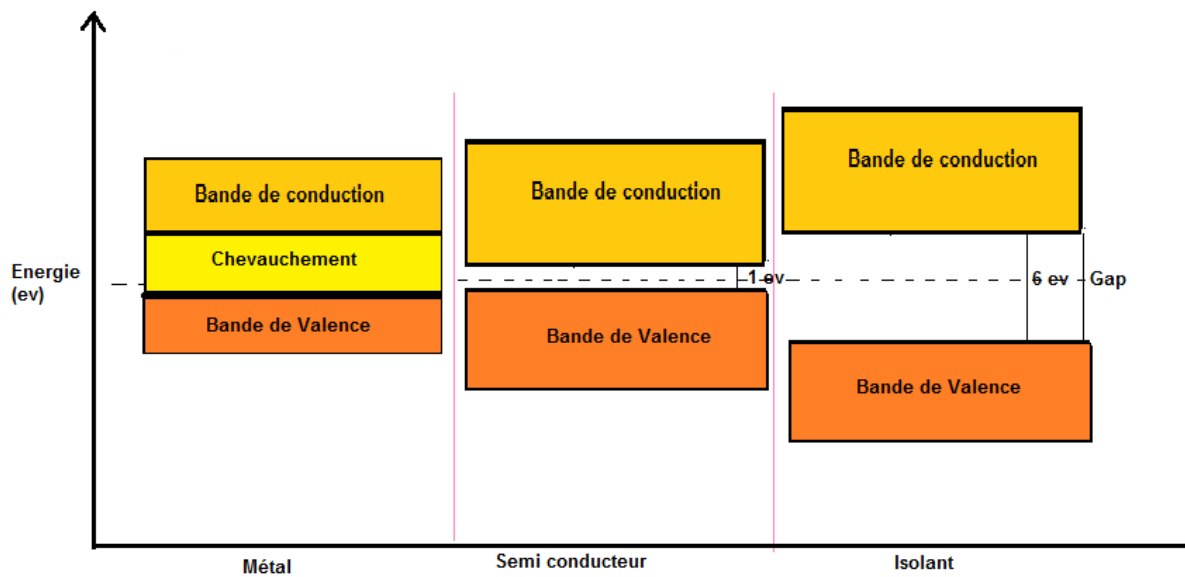 Bande de conduction
Bande de conduction
Bande de conduction
Chevauchement
Energie
(ev)
1 ev
6 ev
Gap
Bande de Valence
Bande de Valence
Bande de Valence
Métal
Semi conducteur
Isolant